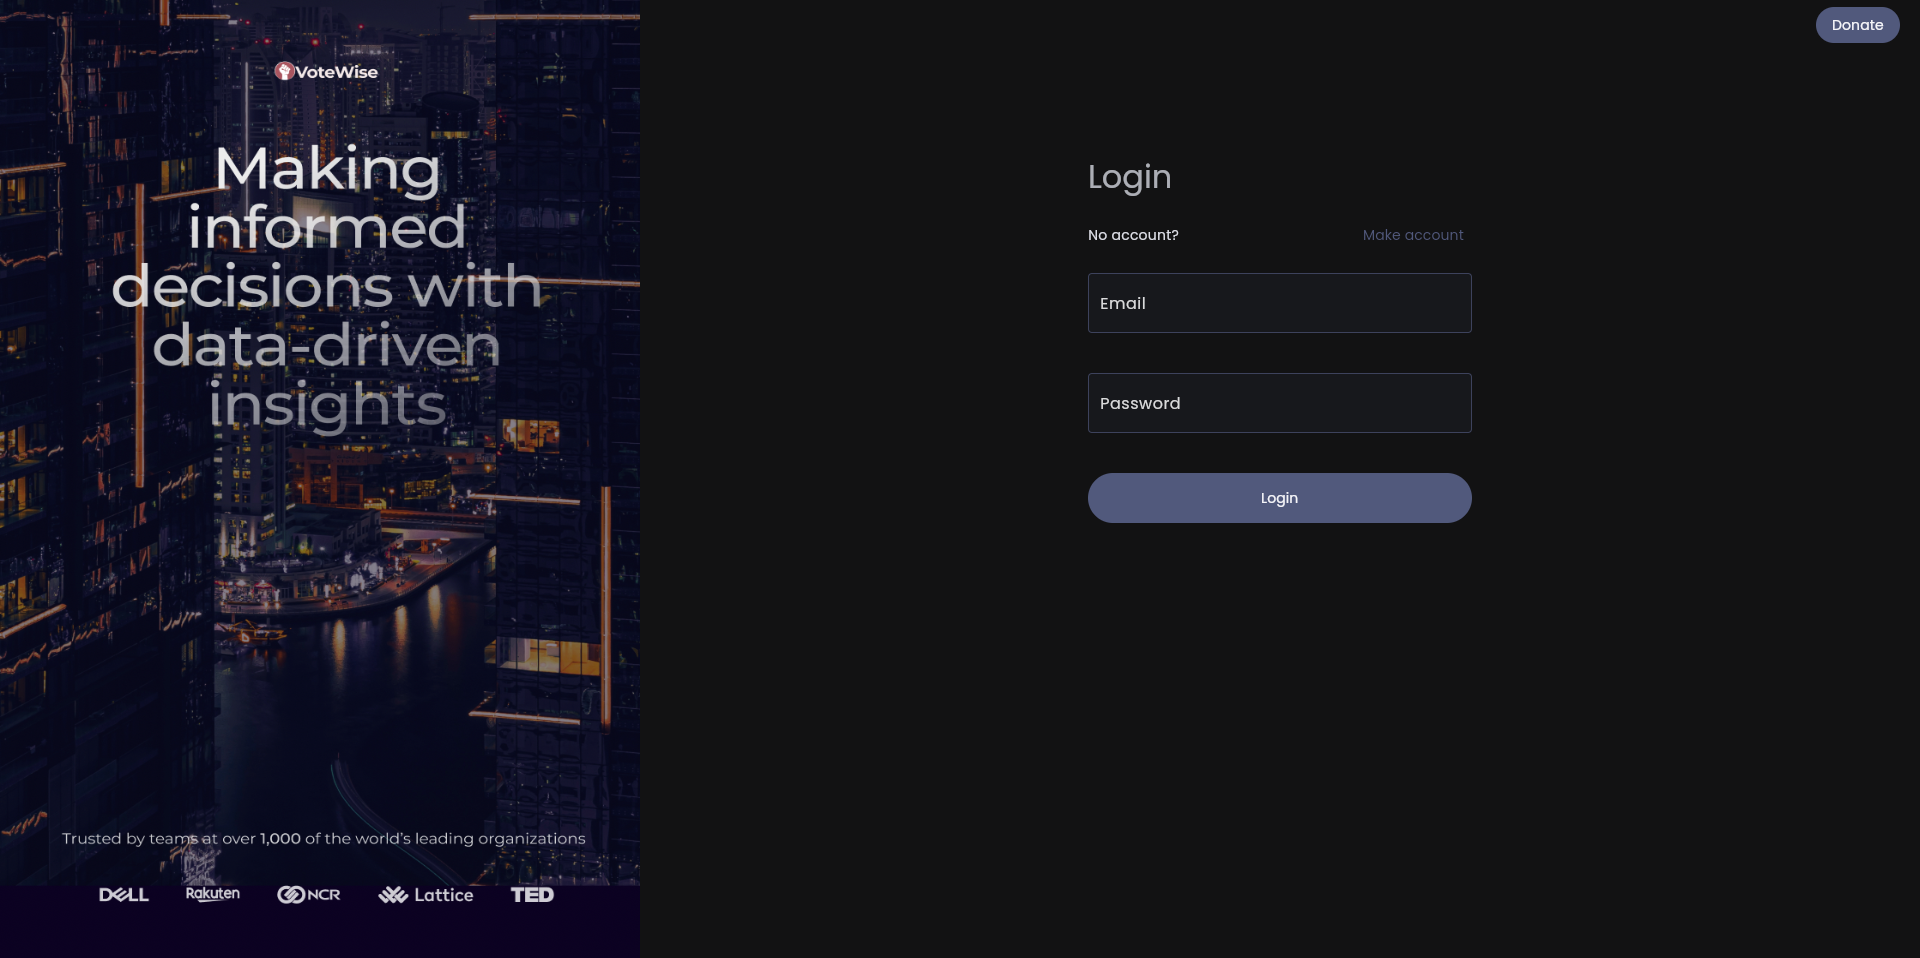 VoteWise
Making
informed
decisions with
data-driven
insights
Trusted by teams at over 1,000 of the world's leading organizations
DELL Rakuten NCR Lattice TED
Donate
Login
No account? Make account
Email
Password
Login